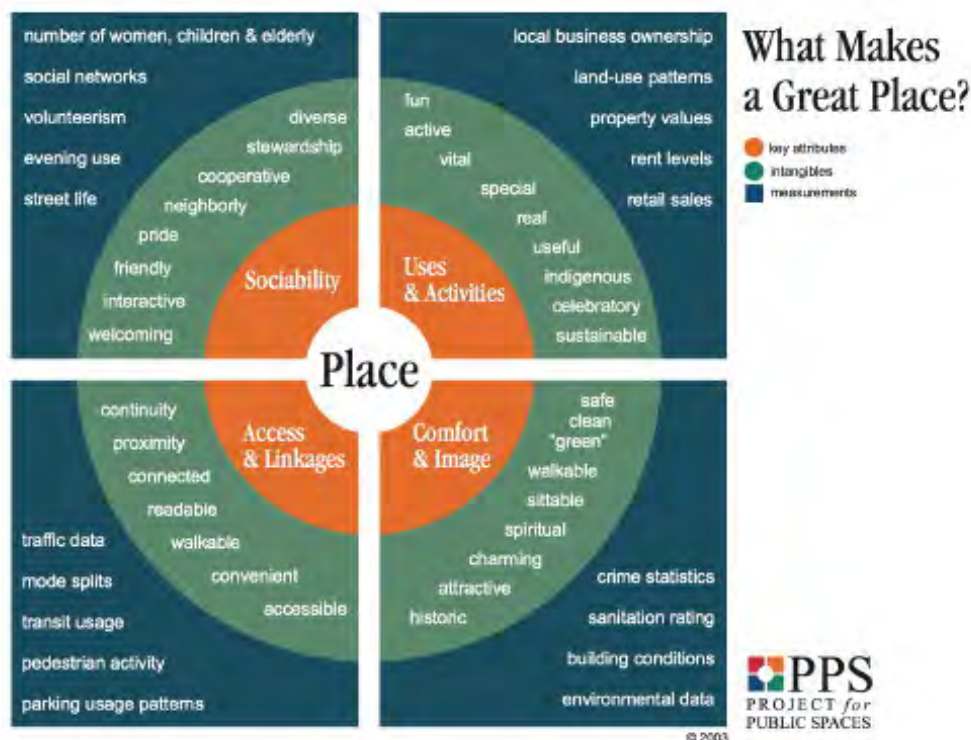 What Makes
a Great Place?
key attributes
intangibles
measurements
number of women, children & elderly
social networks
volunteerism
evening use
street life
diverse
stewardship
cooperative
neighborly
pride
friendly
interactive
welcoming
Sociability
local business ownership
land-use patterns
property values
rent levels
retail sales
fun
active
vital
special
real
useful
indigenous
celebratory
sustainable
Uses
& Activities
Place
continuity
proximity
connected
readable
walkable
convenient
accessible
Access
& Linkages
traffic data
mode splits
transit usage
pedestrian activity
parking usage patterns
Comfort
& Image
safe
clean
"green"
walkable
sittable
spiritual
charming
attractive
historic
crime statistics
sanitation rating
building conditions
environmental data
PPS
PROJECT for
PUBLIC SPACES
© 2003